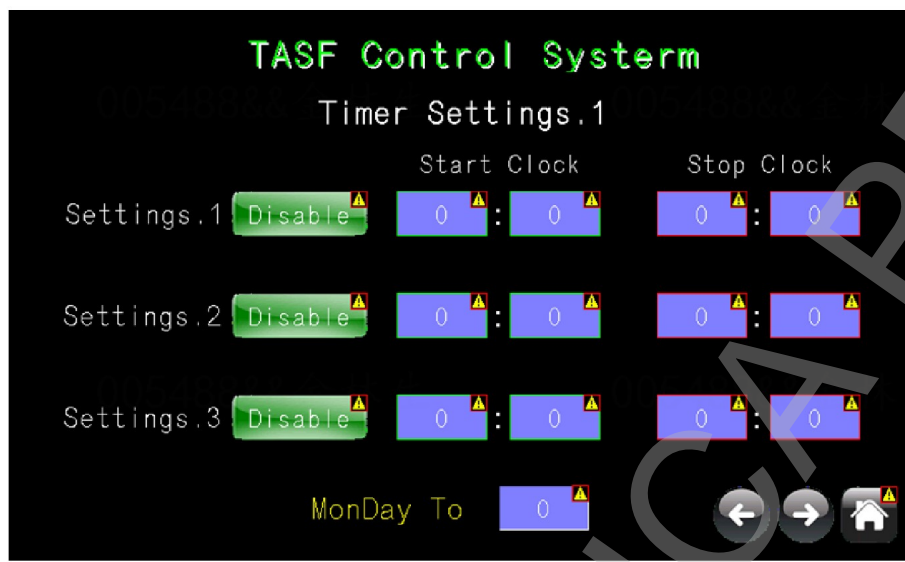 TASF Control Systerm
Timer Settings.1
Start Clock Stop Clock
Settings.1 Disable 0 : 0 0 : 0
Settings.2 Disable 0 : 0 0 : 0
Settings.3 Disable 0 : 0 0 : 0
MonDay To 0